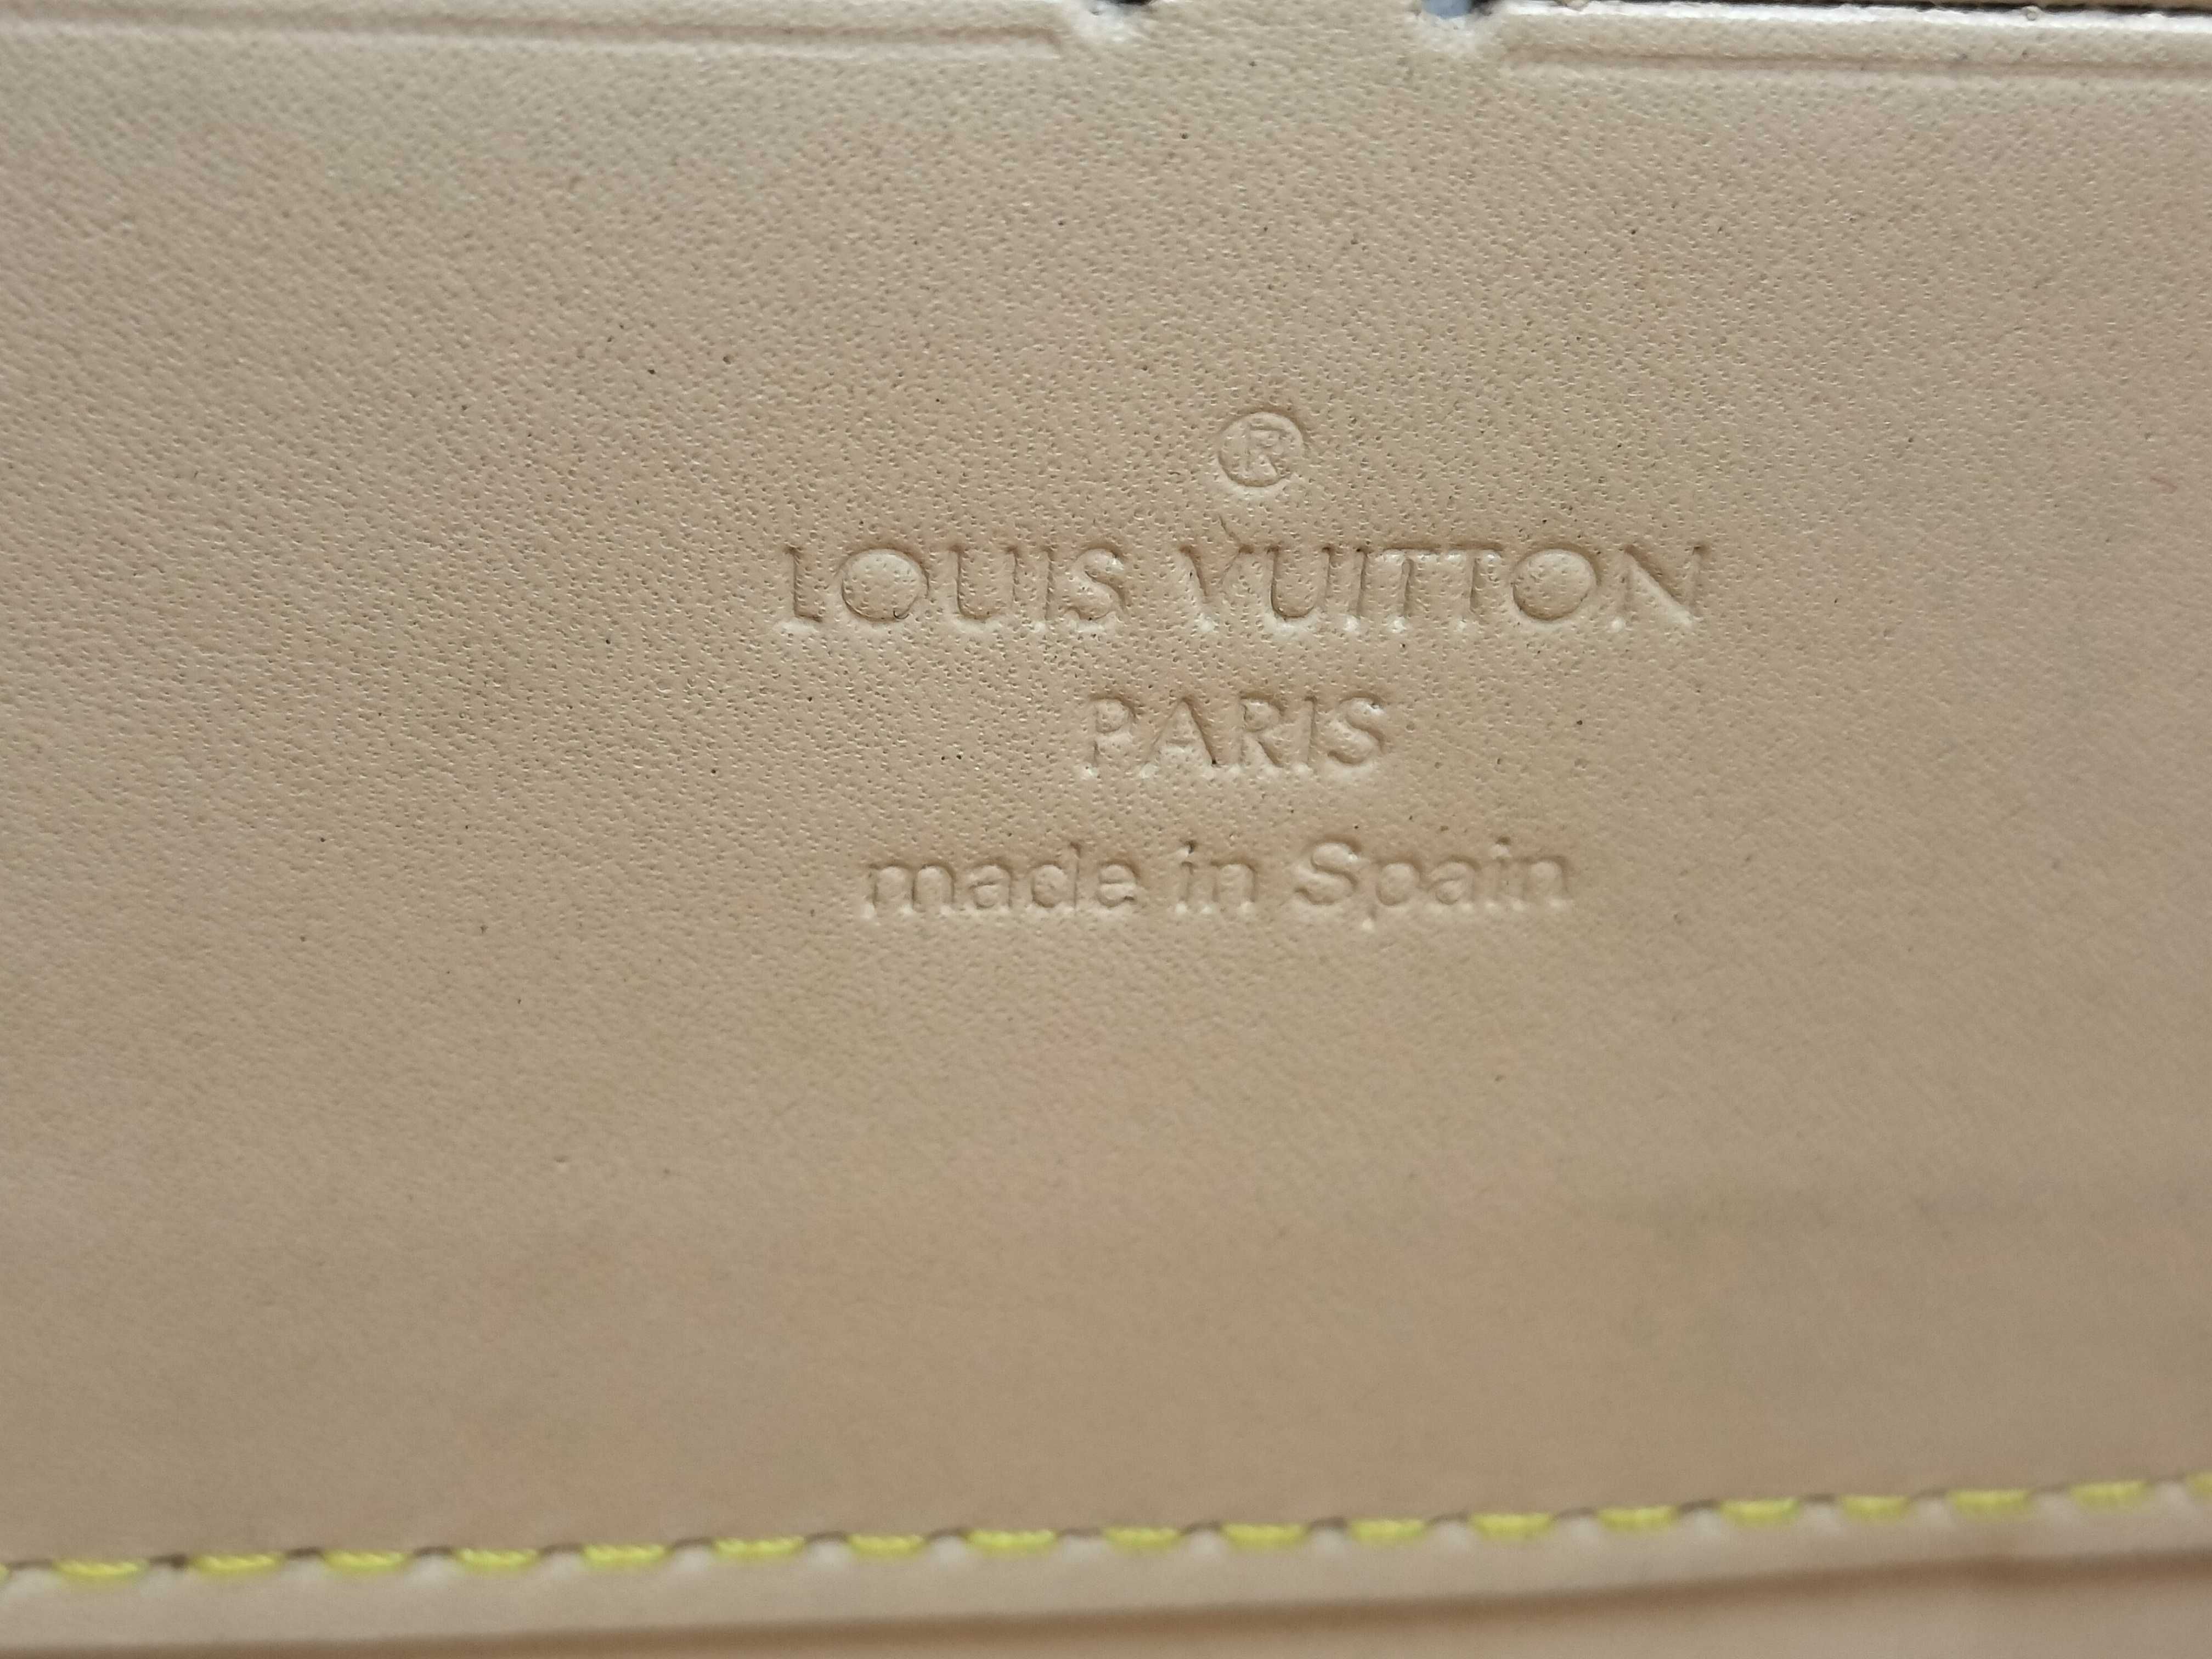 ®
LOUIS VUITTON
PARIS
made in Spain